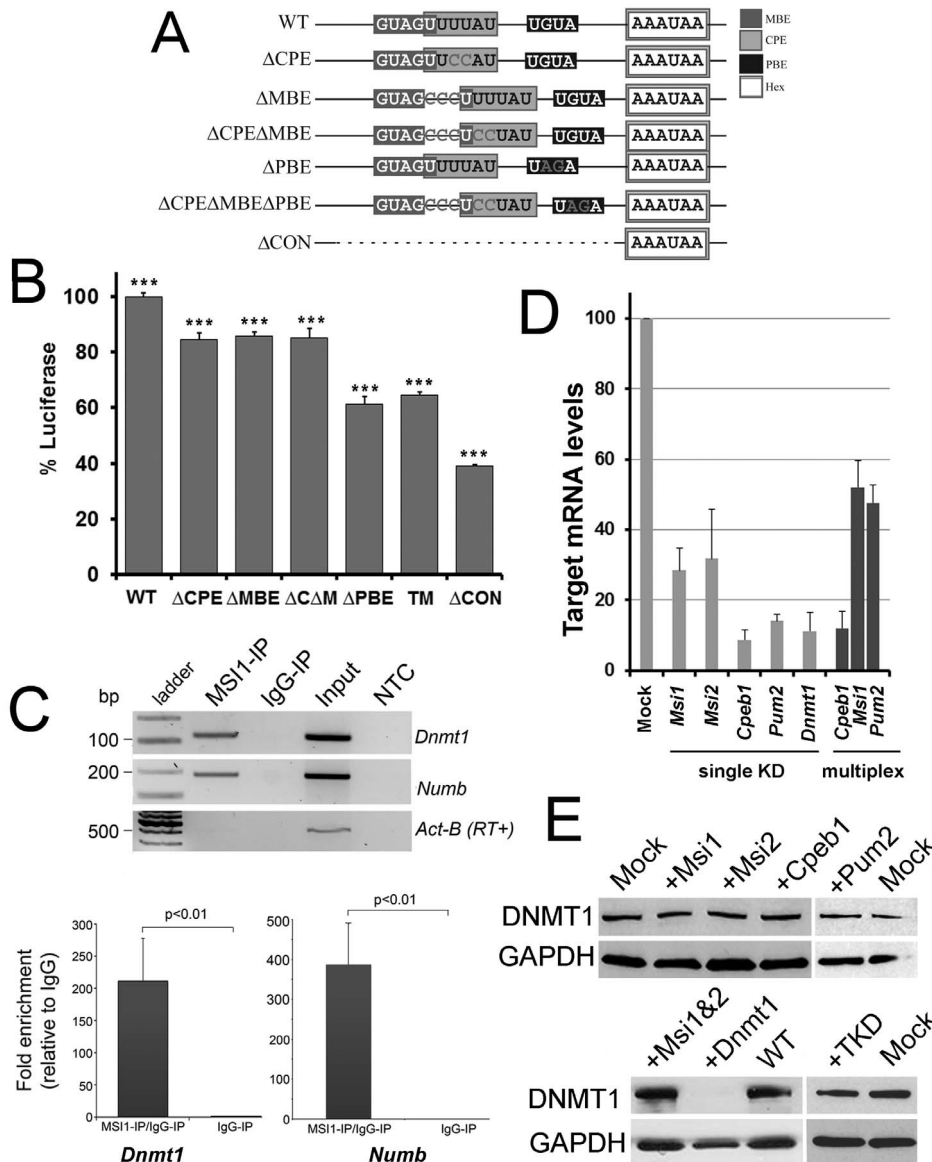 A
WT GUAGUUUUAU UGUA AAAUAA
ΔCPE GUAGUUCCAU UGUA AAAUAA
ΔMBE GUAGCCCUUUUAU UGUA AAAUAA
ΔCPEΔMBE GUAGCCCUCCUAU UGUA AAAUAA
ΔPBE GUAGUUUUAU UAGA AAAUAA
ΔCPEΔMBEΔPBE GUAGCCCUCCUAU UAGA AAAUAA
ΔCON AAAUAA
MBE
CPE
PBE
Hex
B
% Luciferase
100
80
60
40
20
0
*** *** *** *** *** *** ***
WT ΔCPE ΔMBE ΔCΔM ΔPBE TM ΔCON
D
Target mRNA levels
100
80
60
40
20
0
Mock Msi1 Msi2 Cpeb1 Pum2 Dnmt1 Cpeb1 Msi1 Pum2
single KD multiplex
C
bp ladder MSI1-IP IgG-IP Input NTC
100 Dnmt1
200 Numb
500 Act-B (RT+)
Fold enrichment
(relative to IgG)
p<0.01
300
250
200
150
100
50
0
MSI1-IP/IgG-IP IgG-IP
Dnmt1
p<0.01
500
400
300
200
100
0
MSI1-IP/IgG-IP IgG-IP
Numb
E
Mock +Msi1 +Msi2 +Cpeb1 +Pum2 Mock
DNMT1
GAPDH
+Msi1&2 +Dnmt1 WT +TKD Mock
DNMT1
GAPDH